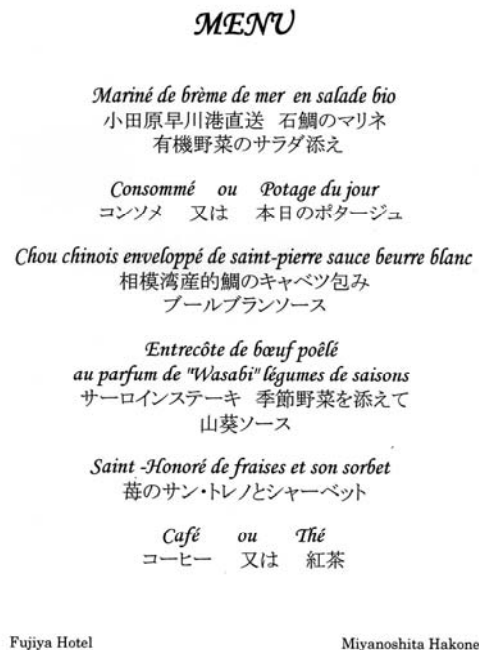 MENU
Mariné de brème de mer en salade bio
小田原早川港直送 石鯛のマリネ
有機野菜のサラダ添え
Consommé ou Potage du jour
コンソメ 又は 本日のポタージュ
Chou chinois enveloppé de saint-pierre sauce beurre blanc
相模湾産的鯛のキャベツ包み
ブールブランソース
Entrecôte de bœuf poêlé
au parfum de "Wasabi" légumes de saisons
サーロインステーキ 季節野菜を添えて
山葵ソース
Saint -Honoré de fraises et son sorbet
苺のサン・トレノとシャーベット
Café ou Thé
コーヒー 又は 紅茶
Fujiya Hotel Miyanoshita Hakone